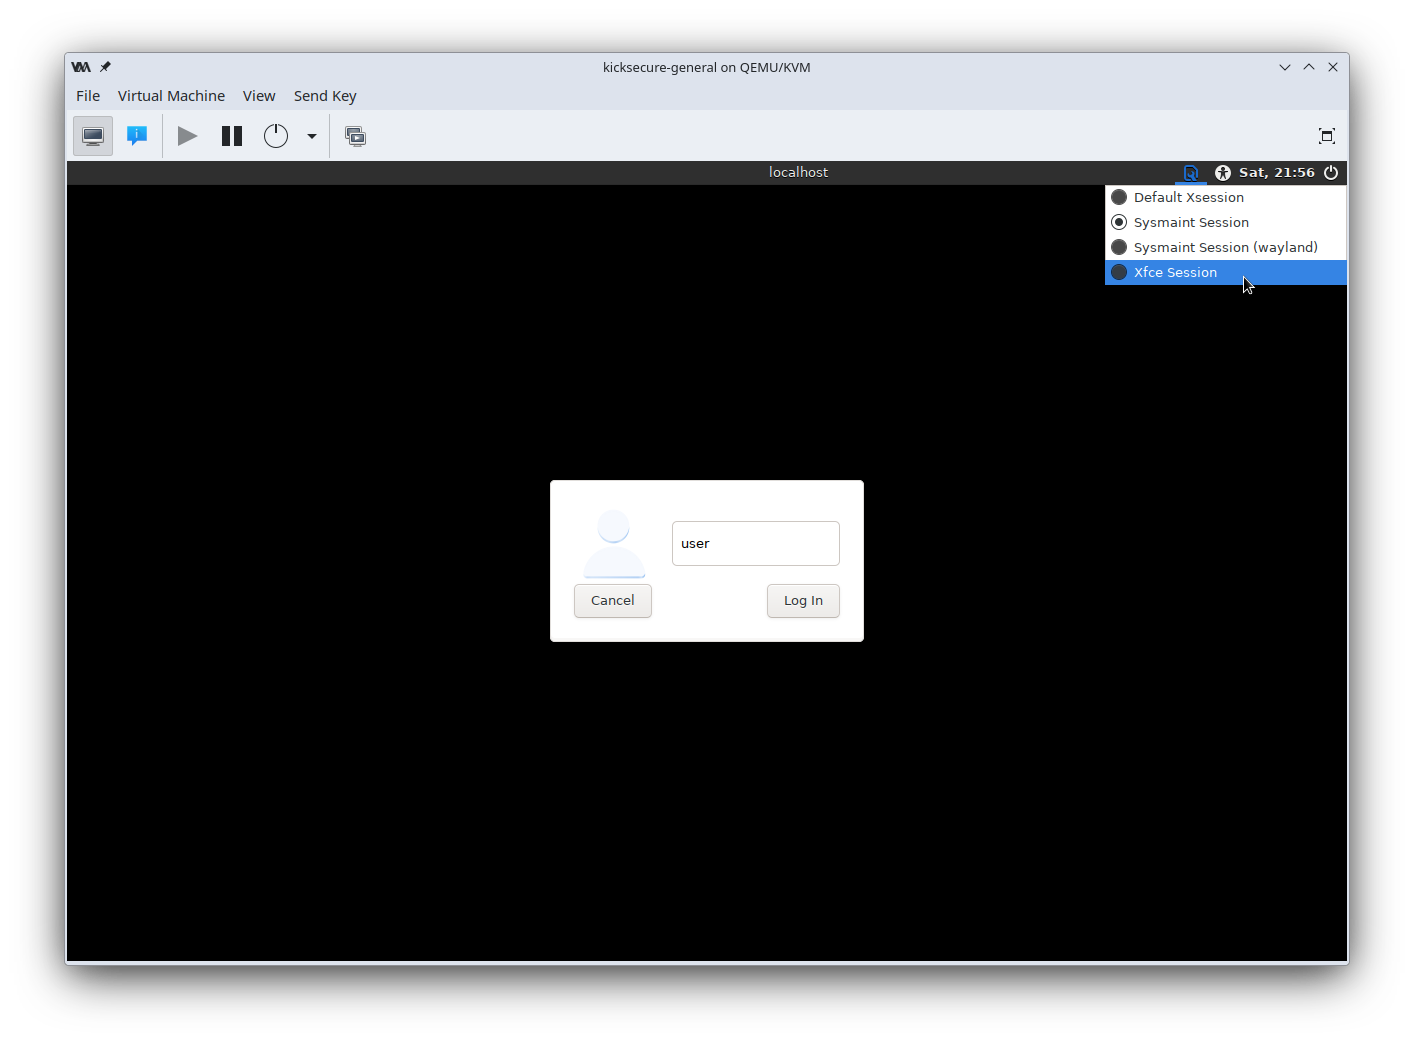 kicksecure-general on QEMU/KVM
File Virtual Machine View Send Key
localhost
Sat, 21:56
Default Xsession
Sysmaint Session
Sysmaint Session (wayland)
Xfce Session
user
Cancel
Log In